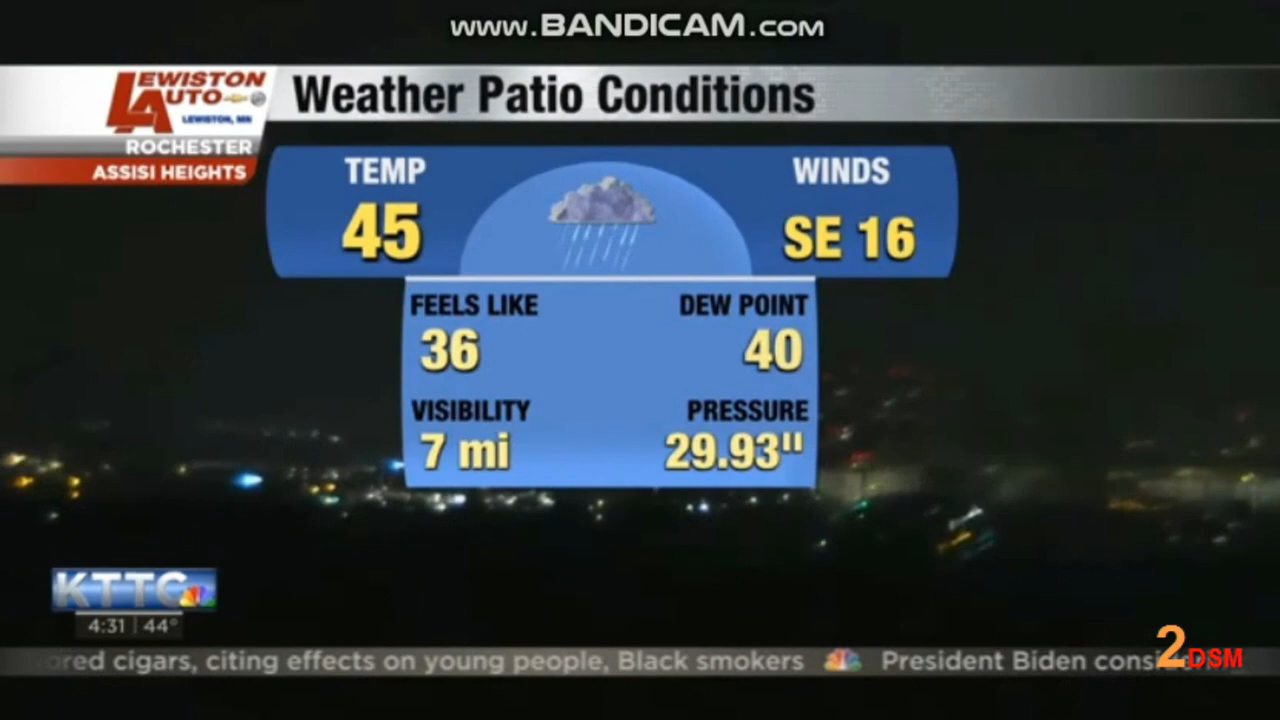 www.BANDICAM.com
LEWISTON
AUTO
LEWISTON, MN
Weather Patio Conditions
ROCHESTER
ASSISI HEIGHTS
TEMP
WINDS
45
SE 16
FEELS LIKE
DEW POINT
36
40
VISIBILITY
PRESSURE
7 mi
29.93"
KTTC
4:31 | 44°
ored cigars, citing effects on young people, Black smokers
President Biden
2DSM